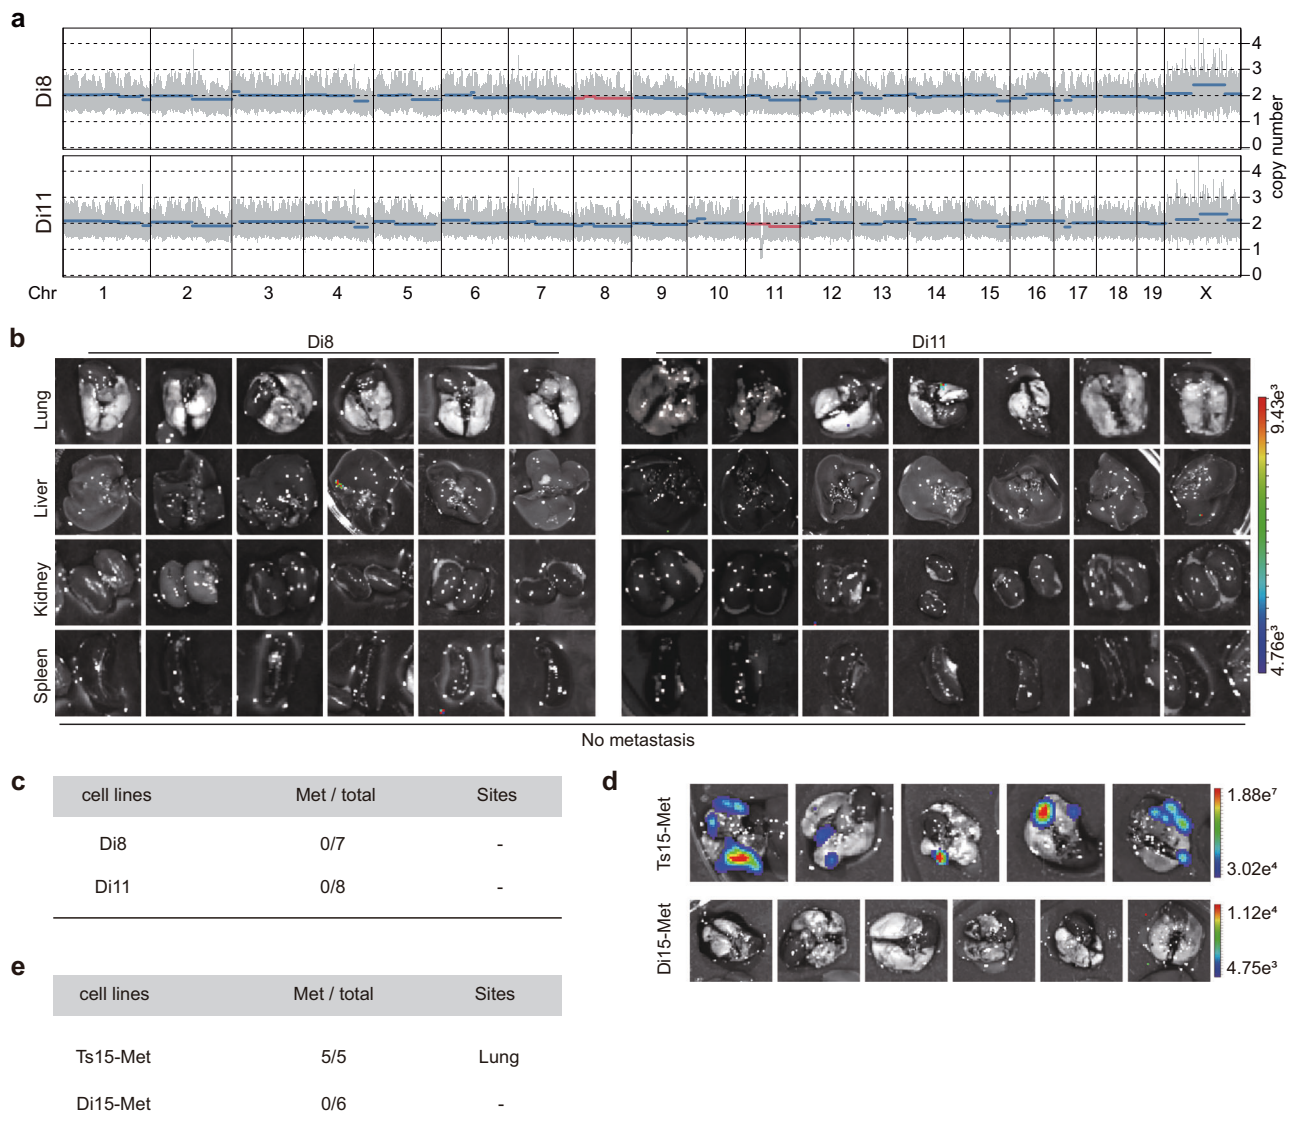 a
Di8
4
3
2
1
0
Di11
4
3
2
1
0
copy number
Chr 1 2 3 4 5 6 7 8 9 10 11 12 13 14 15 16 17 18 19 X
b
Di8 Di11
Lung
Liver
Kidney
Spleen
9.43e³
4.76e³
No metastasis
c
cell lines Met / total Sites
Di8 0/7 -
Di11 0/8 -
d
Ts15-Met
1.88e⁷
3.02e⁴
Di15-Met
1.12e⁴
4.75e³
e
cell lines Met / total Sites
Ts15-Met 5/5 Lung
Di15-Met 0/6 -